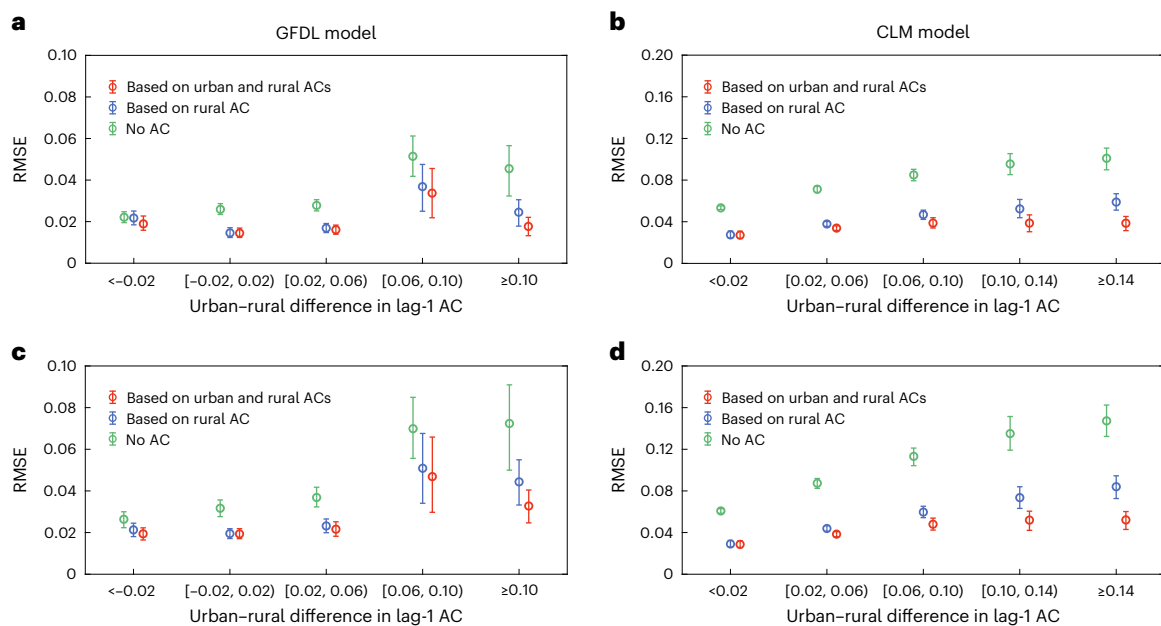 a
GFDL model
0.10
0.08
0.06
0.04
0.02
0
RMSE
Based on urban and rural ACs
Based on rural AC
No AC
<–0.02
[–0.02, 0.02)
[0.02, 0.06)
[0.06, 0.10)
≥0.10
Urban–rural difference in lag-1 AC
b
CLM model
0.20
0.16
0.12
0.08
0.04
0
RMSE
Based on urban and rural ACs
Based on rural AC
No AC
<0.02
[0.02, 0.06)
[0.06, 0.10)
[0.10, 0.14)
≥0.14
Urban–rural difference in lag-1 AC
c
0.10
0.08
0.06
0.04
0.02
0
RMSE
Based on urban and rural ACs
Based on rural AC
No AC
<–0.02
[–0.02, 0.02)
[0.02, 0.06)
[0.06, 0.10)
≥0.10
Urban–rural difference in lag-1 AC
d
0.20
0.16
0.12
0.08
0.04
0
RMSE
Based on urban and rural ACs
Based on rural AC
No AC
<0.02
[0.02, 0.06)
[0.06, 0.10)
[0.10, 0.14)
≥0.14
Urban–rural difference in lag-1 AC